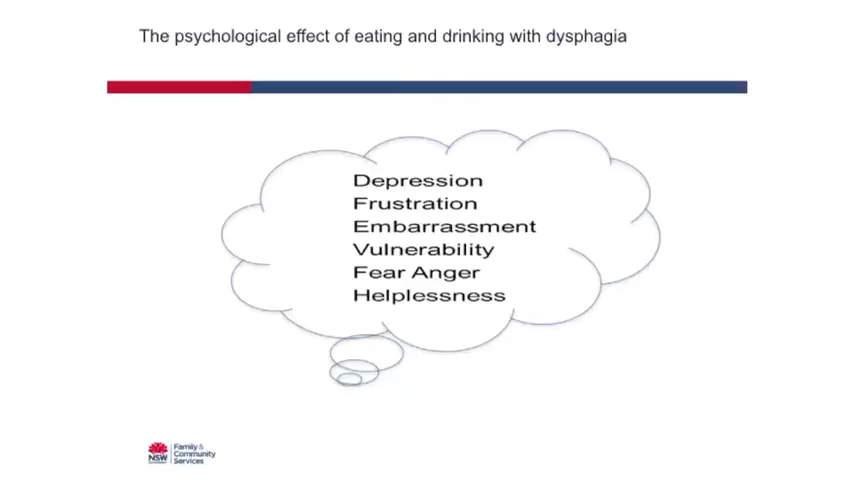 The psychological effect of eating and drinking with dysphagia
Depression
Frustration
Embarrassment
Vulnerability
Fear Anger
Helplessness
NSW
Family &
Community
Services